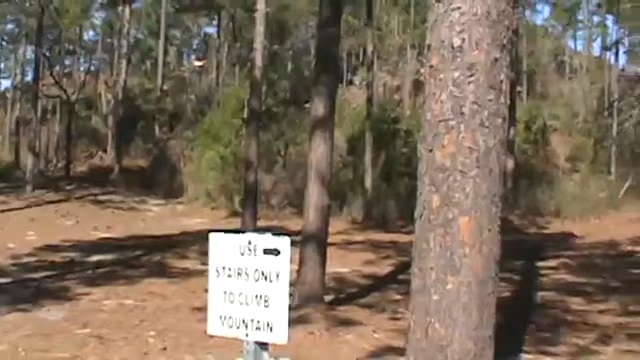 USE →
STAIRS ONLY
TO CLIMB
MOUNTAIN